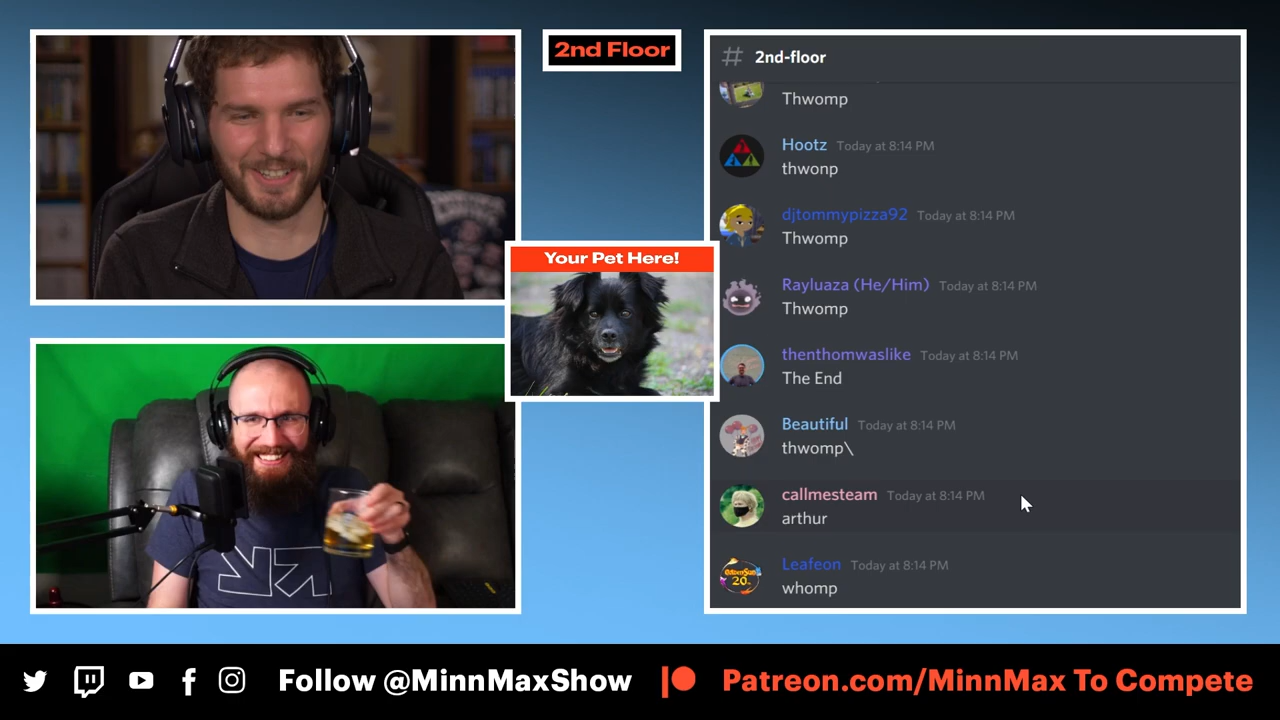 2nd Floor
Your Pet Here!
# 2nd-floor
Thwomp
Hootz Today at 8:14 PM
thwonp
djtommypizza92 Today at 8:14 PM
Thwomp
Rayluaza (He/Him) Today at 8:14 PM
Thwomp
thenthomwaslike Today at 8:14 PM
The End
Beautiful Today at 8:14 PM
thwomp\
callmesteam Today at 8:14 PM
arthur
Leafeon Today at 8:14 PM
whomp
Follow @MinnMaxShow
Patreon.com/MinnMax To Compete